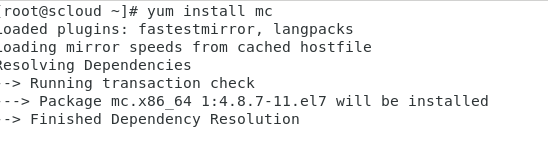 [root@scloud ~]# yum install mc
Loaded plugins: fastestmirror, langpacks
Loading mirror speeds from cached hostfile
Resolving Dependencies
--> Running transaction check
---> Package mc.x86_64 1:4.8.7-11.el7 will be installed
--> Finished Dependency Resolution